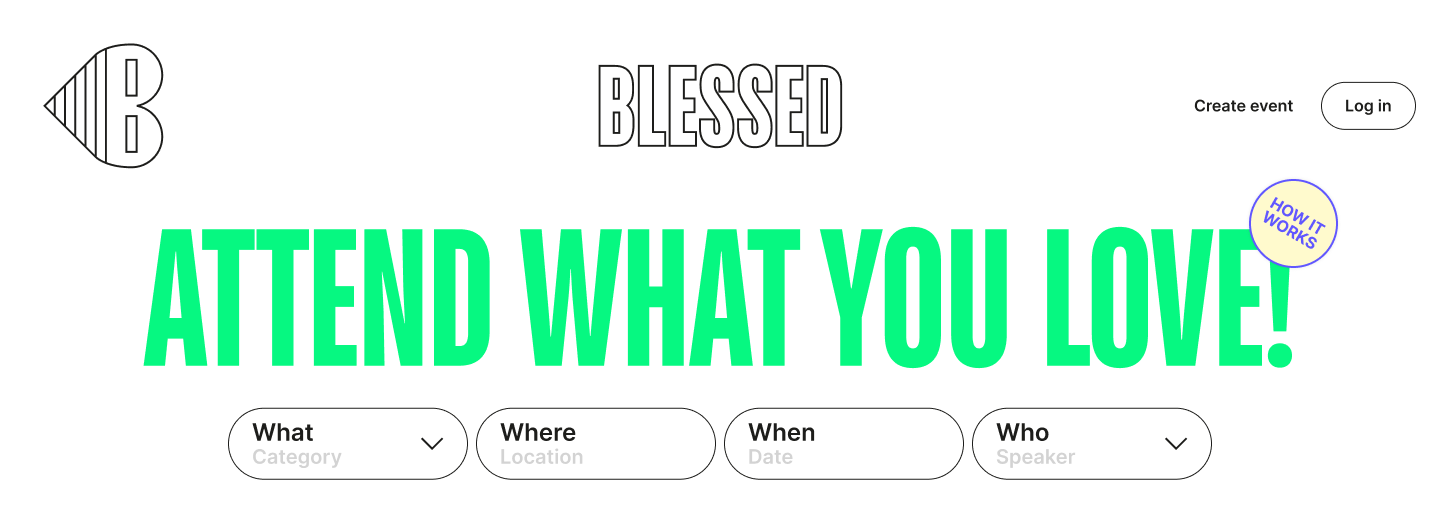 B
BLESSED
Create event
Log in
HOW IT
WORKS
ATTEND WHAT YOU LOVE!
What
Category
Where
Location
When
Date
Who
Speaker